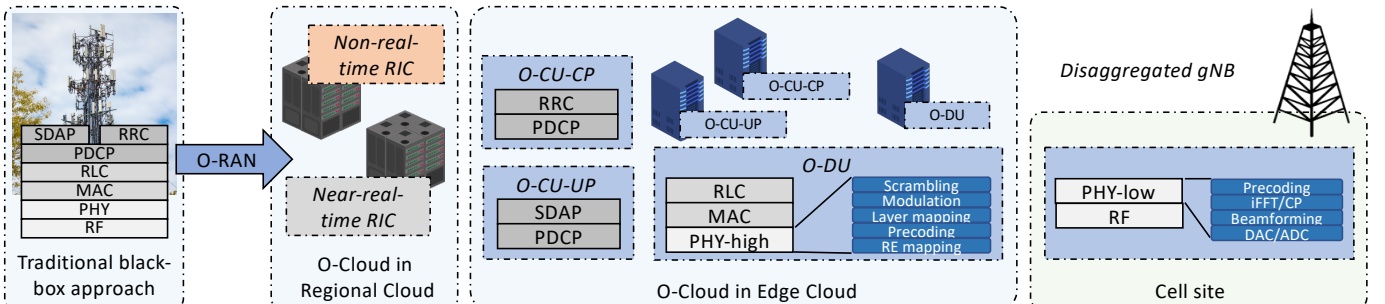 SDAP
RRC
PDCP
RLC
MAC
PHY
RF
Traditional black-
box approach
O-RAN
Non-real-
time RIC
Near-real-
time RIC
O-Cloud in
Regional Cloud
O-CU-CP
RRC
PDCP
O-CU-UP
SDAP
PDCP
O-CU-CP
O-CU-UP
O-DU
O-DU
RLC
MAC
PHY-high
Scrambling
Modulation
Layer mapping
Precoding
RE mapping
O-Cloud in Edge Cloud
Disaggregated gNB
PHY-low
RF
Precoding
iFFT/CP
Beamforming
DAC/ADC
Cell site